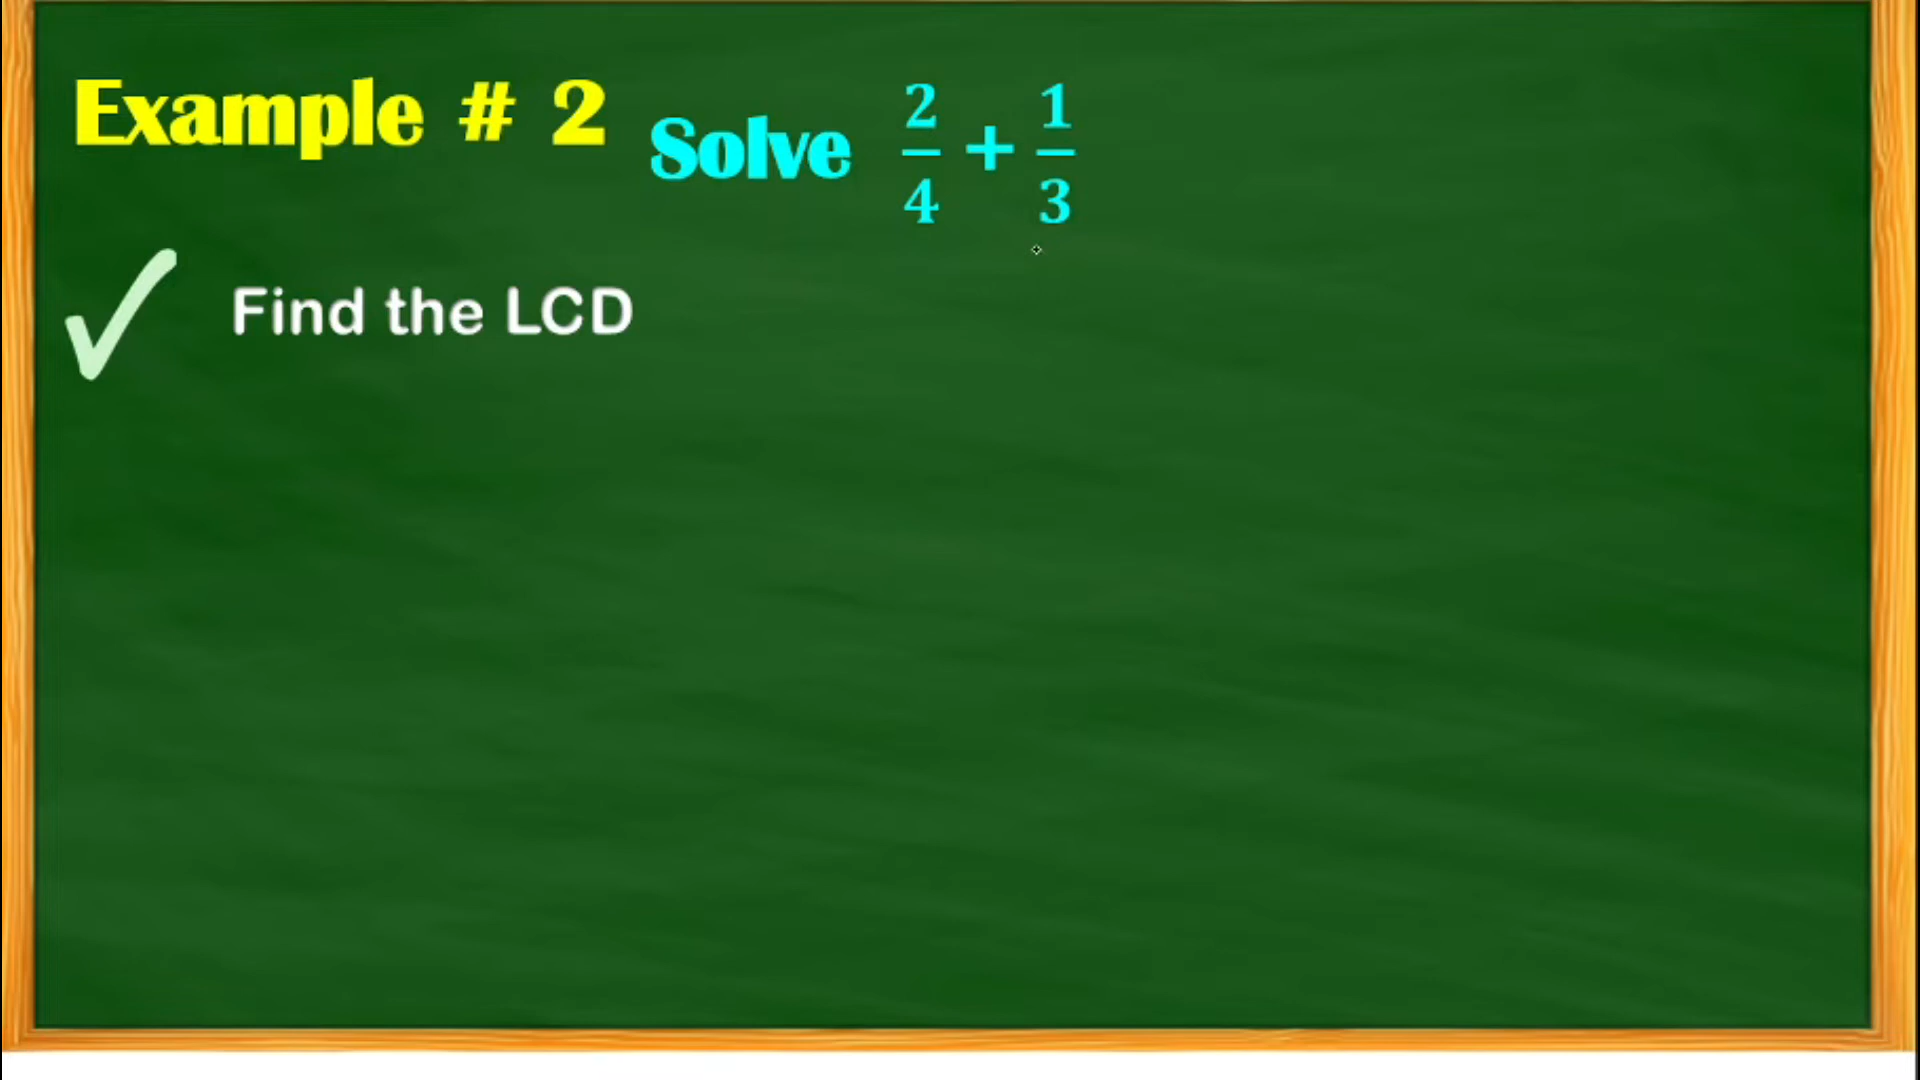 Example # 2 Solve 2/4 + 1/3
Find the LCD